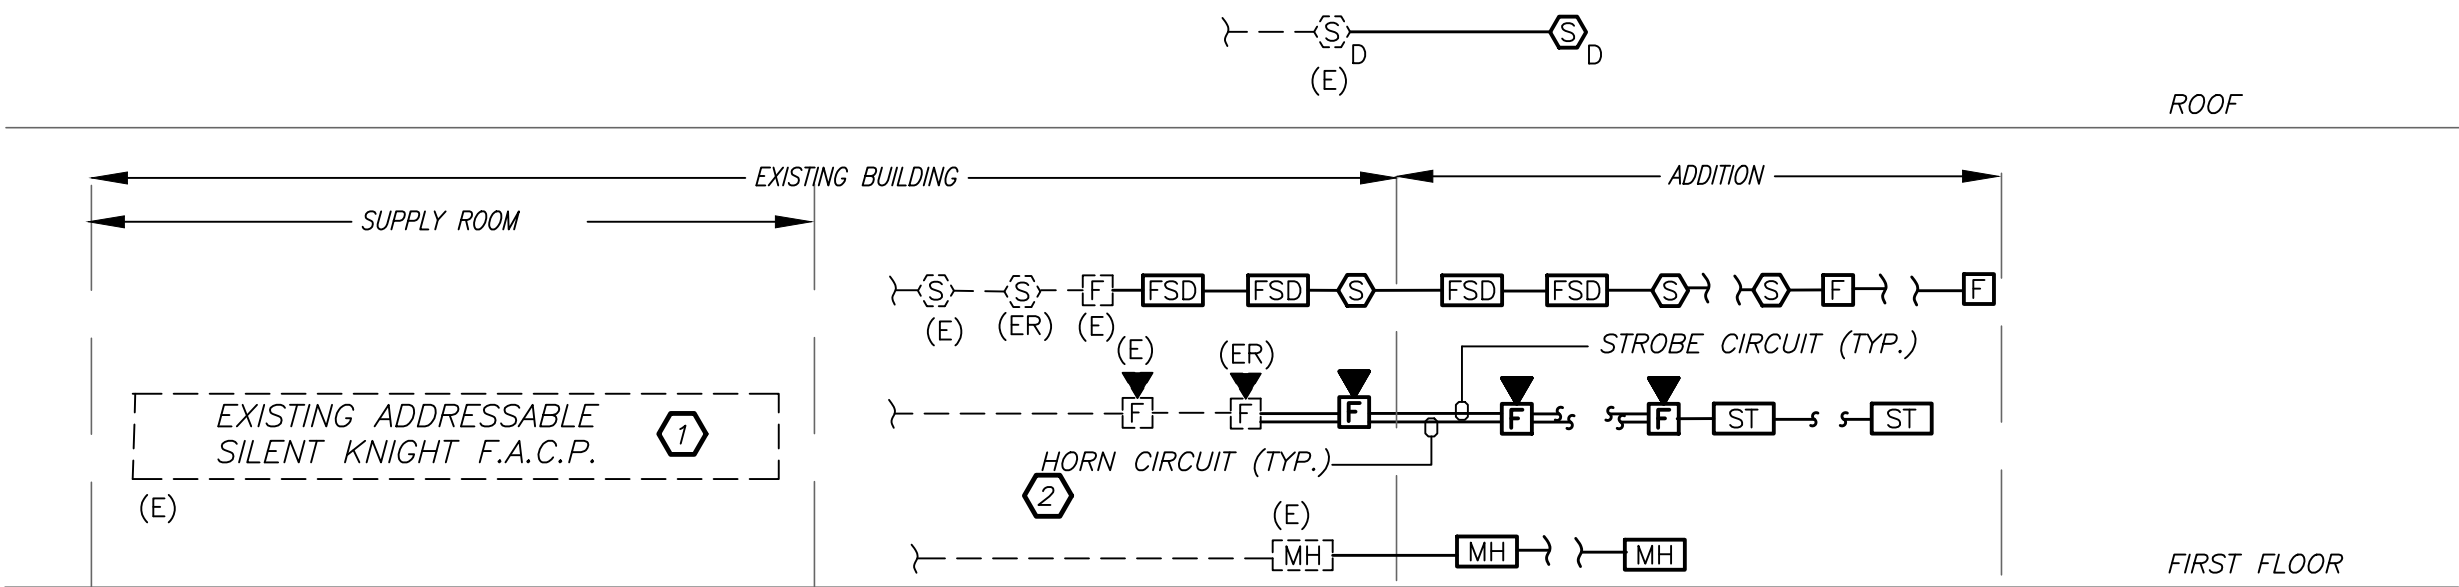 S S
D D
(E)
ROOF
EXISTING BUILDING ADDITION
SUPPLY ROOM
S S F FSD FSD S FSD FSD S S F F
(E) (ER) (E)
(E) (ER) STROBE CIRCUIT (TYP.)
F F F F F ST ST
EXISTING ADDRESSABLE
SILENT KNIGHT F.A.C.P.
1
HORN CIRCUIT (TYP.)
2
(E) (E)
MH MH MH
FIRST FLOOR